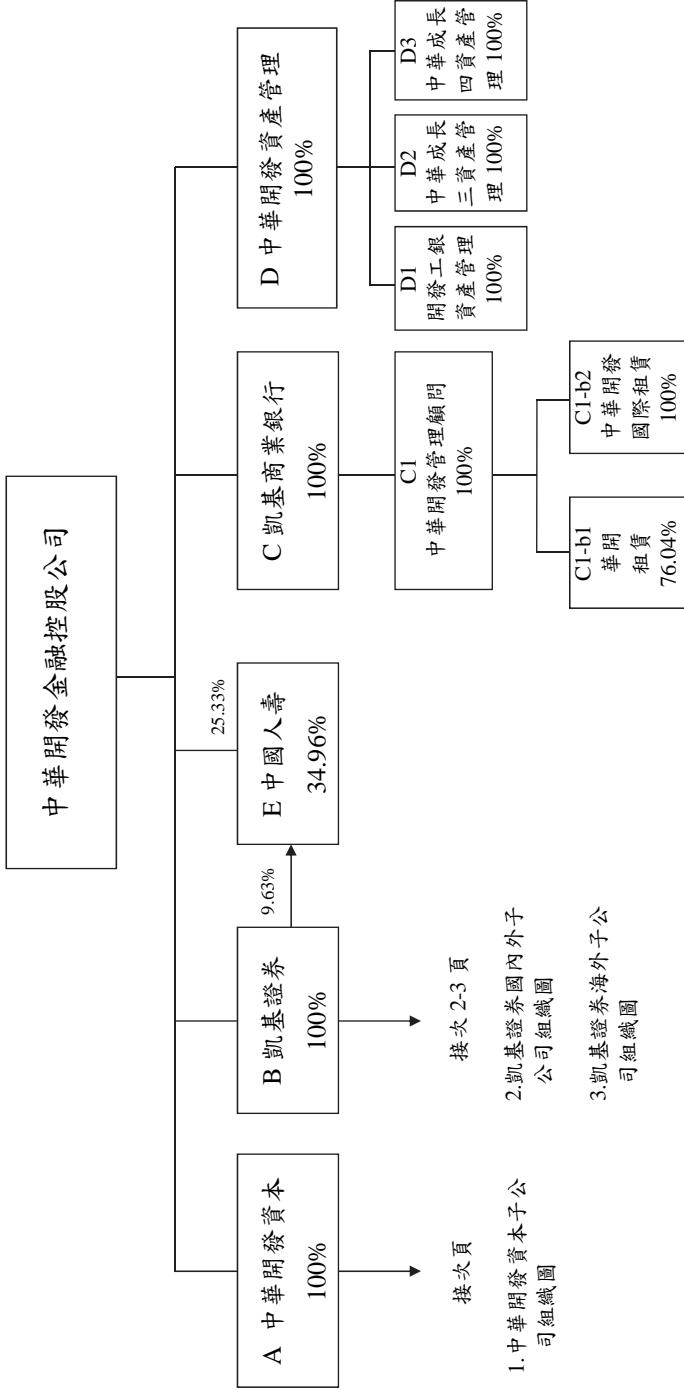 中華開發金融控股公司
A 中華開發資本
100%
B 凱基證券
100%
9.63%
E 中國人壽
34.96%
25.33%
C 凱基商業銀行
100%
D 中華開發資產管理
100%
接次頁
1.中華開發資本子公
司組織圖
接次 2-3 頁
2.凱基證券國內外子
公司組織圖
3.凱基證券海外子公
司組織圖
C1
中華開發管理顧問
100%
C1-b1
華開
租賃
76.04%
C1-b2
中華開發
國際租賃
100%
D1
開發工銀
資產管理
100%
D2
中華成長
三資產管
理 100%
D3
中華成長
四資產管
理 100%